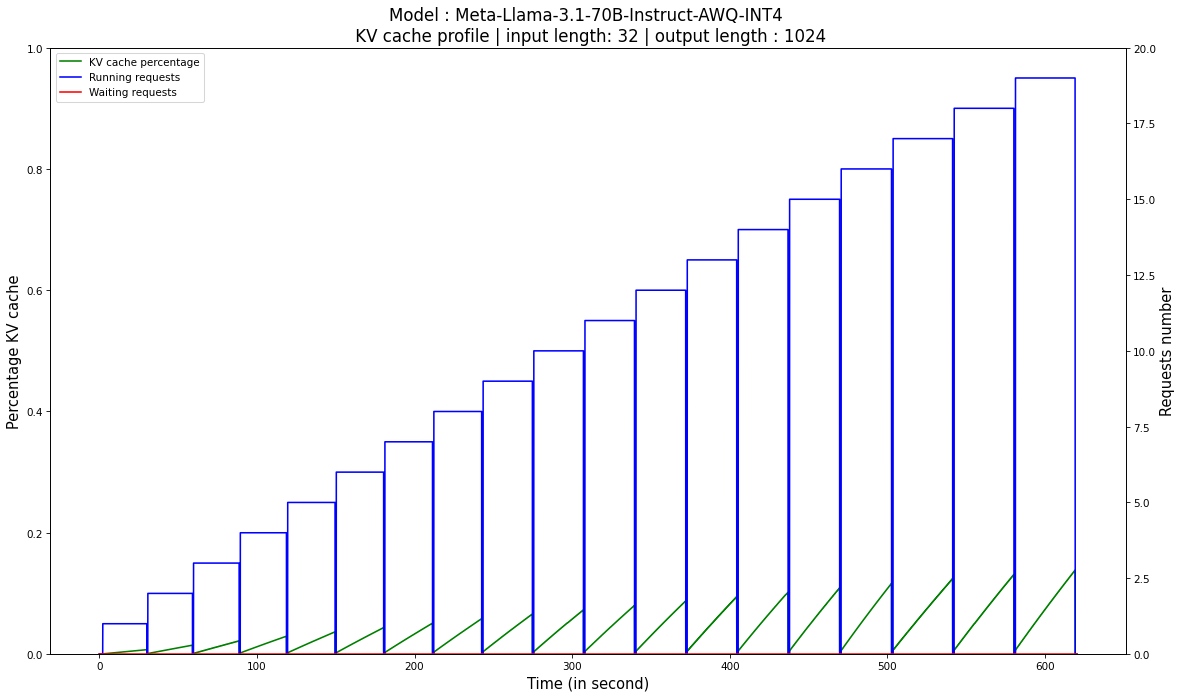 Model : Meta-Llama-3.1-70B-Instruct-AWQ-INT4
KV cache profile | input length: 32 | output length : 1024
KV cache percentage
Running requests
Waiting requests
Percentage KV cache
1.0
0.8
0.6
0.4
0.2
0.0
20.0
17.5
15.0
12.5
10.0
7.5
5.0
2.5
0.0
Requests number
0
100
200
300
400
500
600
Time (in second)